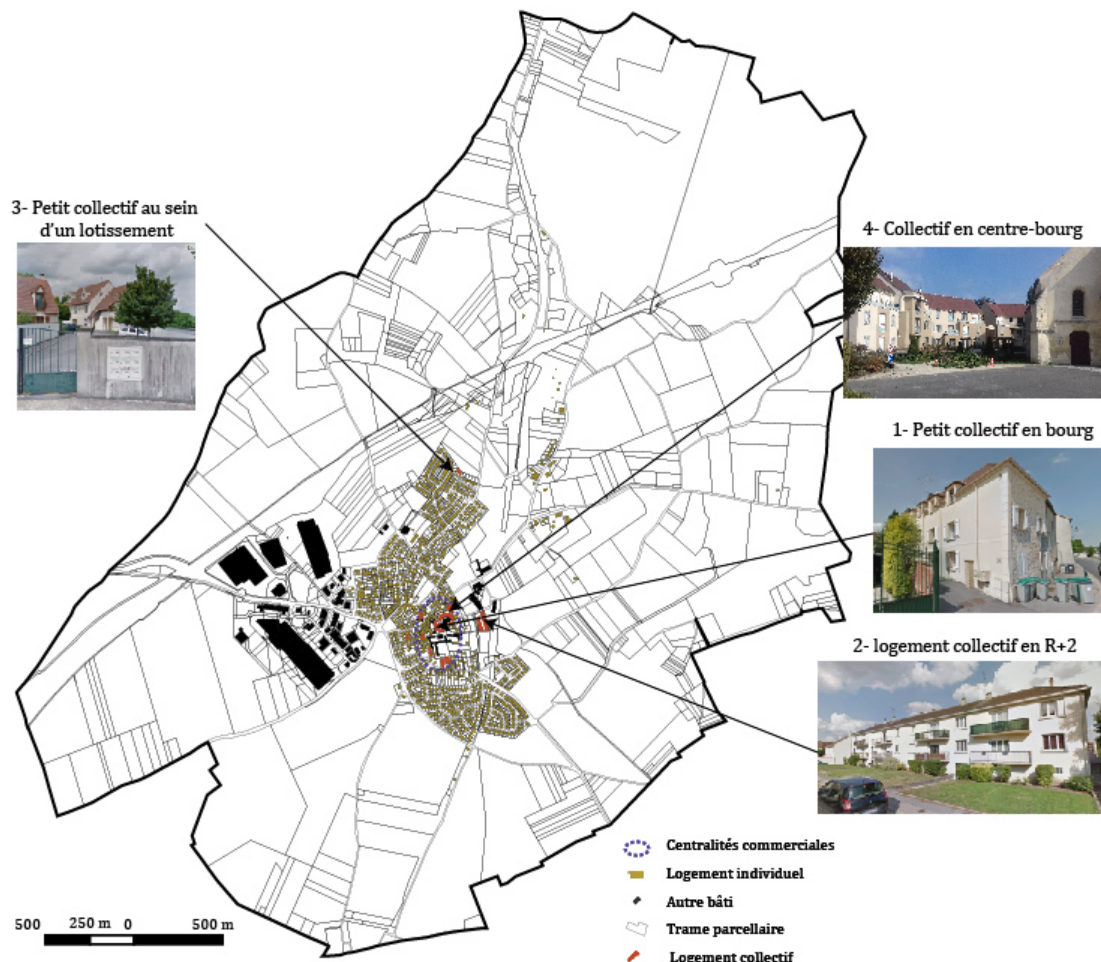 3- Petit collectif au sein
d'un lotissement
4- Collectif en centre-bourg
1- Petit collectif en bourg
2- logement collectif en R+2
Centralités commerciales
Logement individuel
Autre bâti
Trame parcellaire
Logement collectif
500 250 m 0 500 m